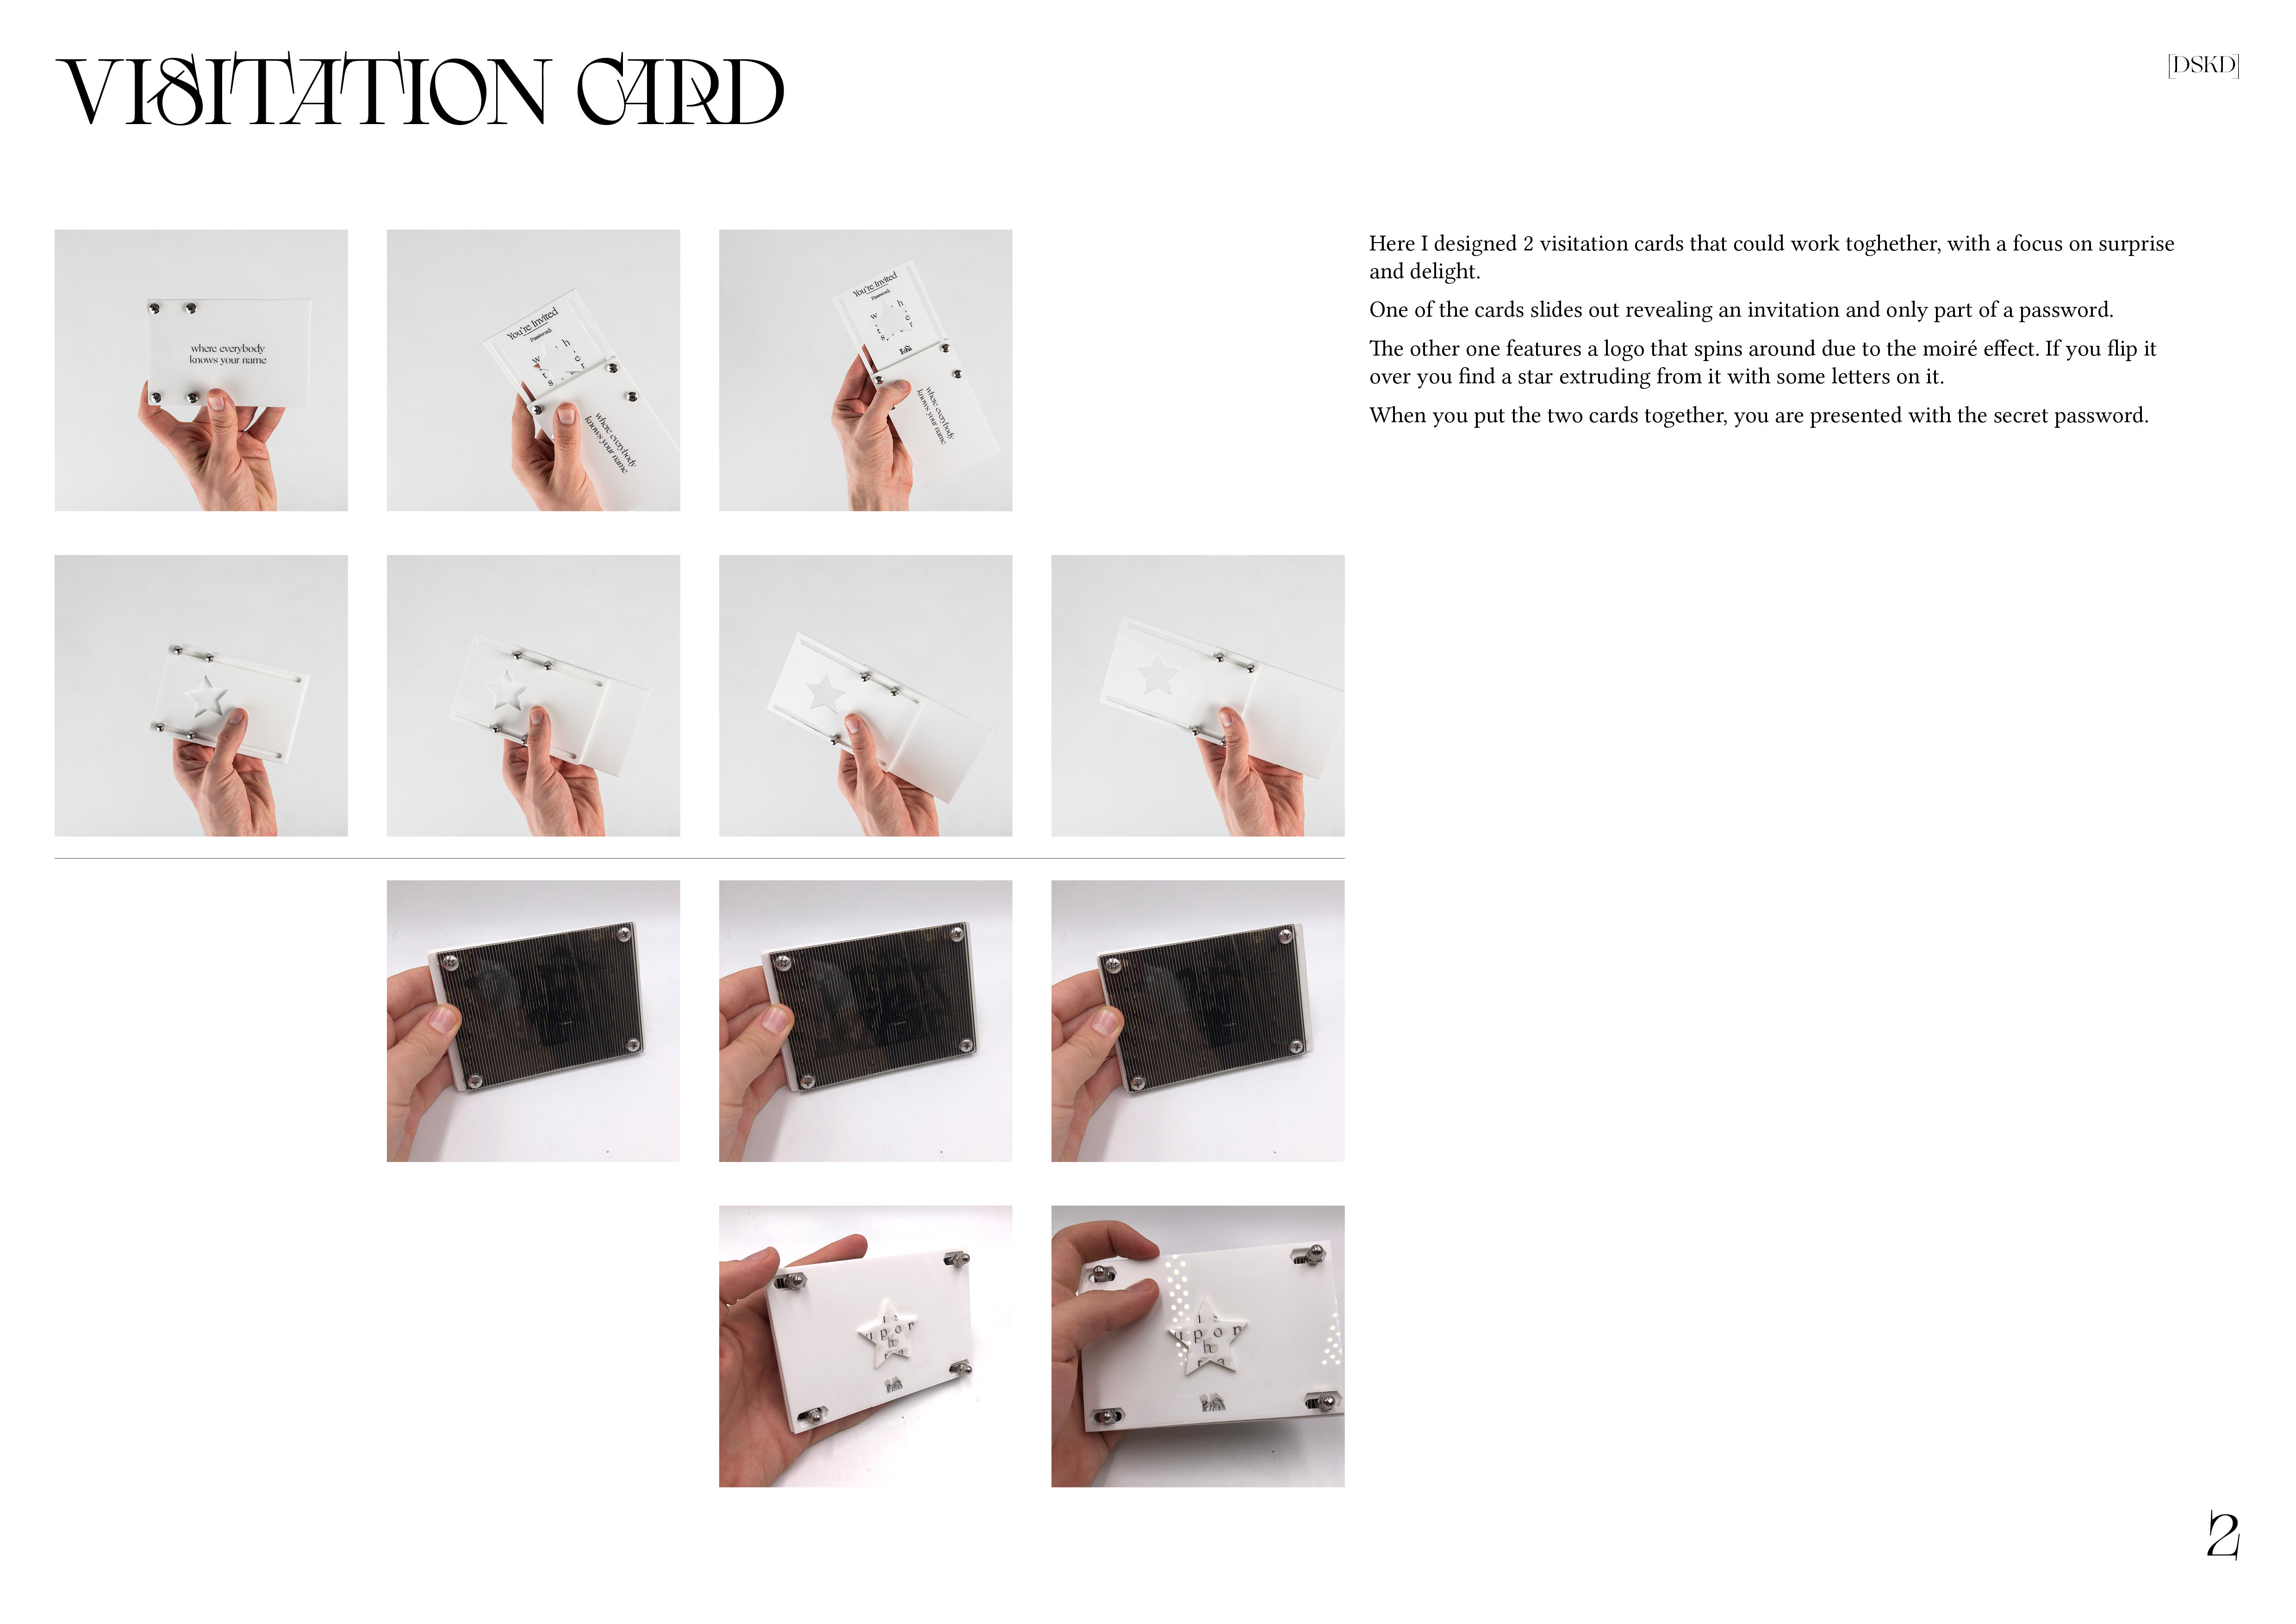 VISITATION CARD
[DSKD]
where everybody
knows your name
You're Invited
Password:
w h
e
t s
where everybody
knows your name
You're Invited
Password:
w h
e
t r
s
where everybody
knows your name
Here I designed 2 visitation cards that could work toghether, with a focus on surprise
and delight.
One of the cards slides out revealing an invitation and only part of a password.
The other one features a logo that spins around due to the moiré effect. If you flip it
over you find a star extruding from it with some letters on it.
When you put the two cards together, you are presented with the secret password.
u p o n
h
u p o n
h
2